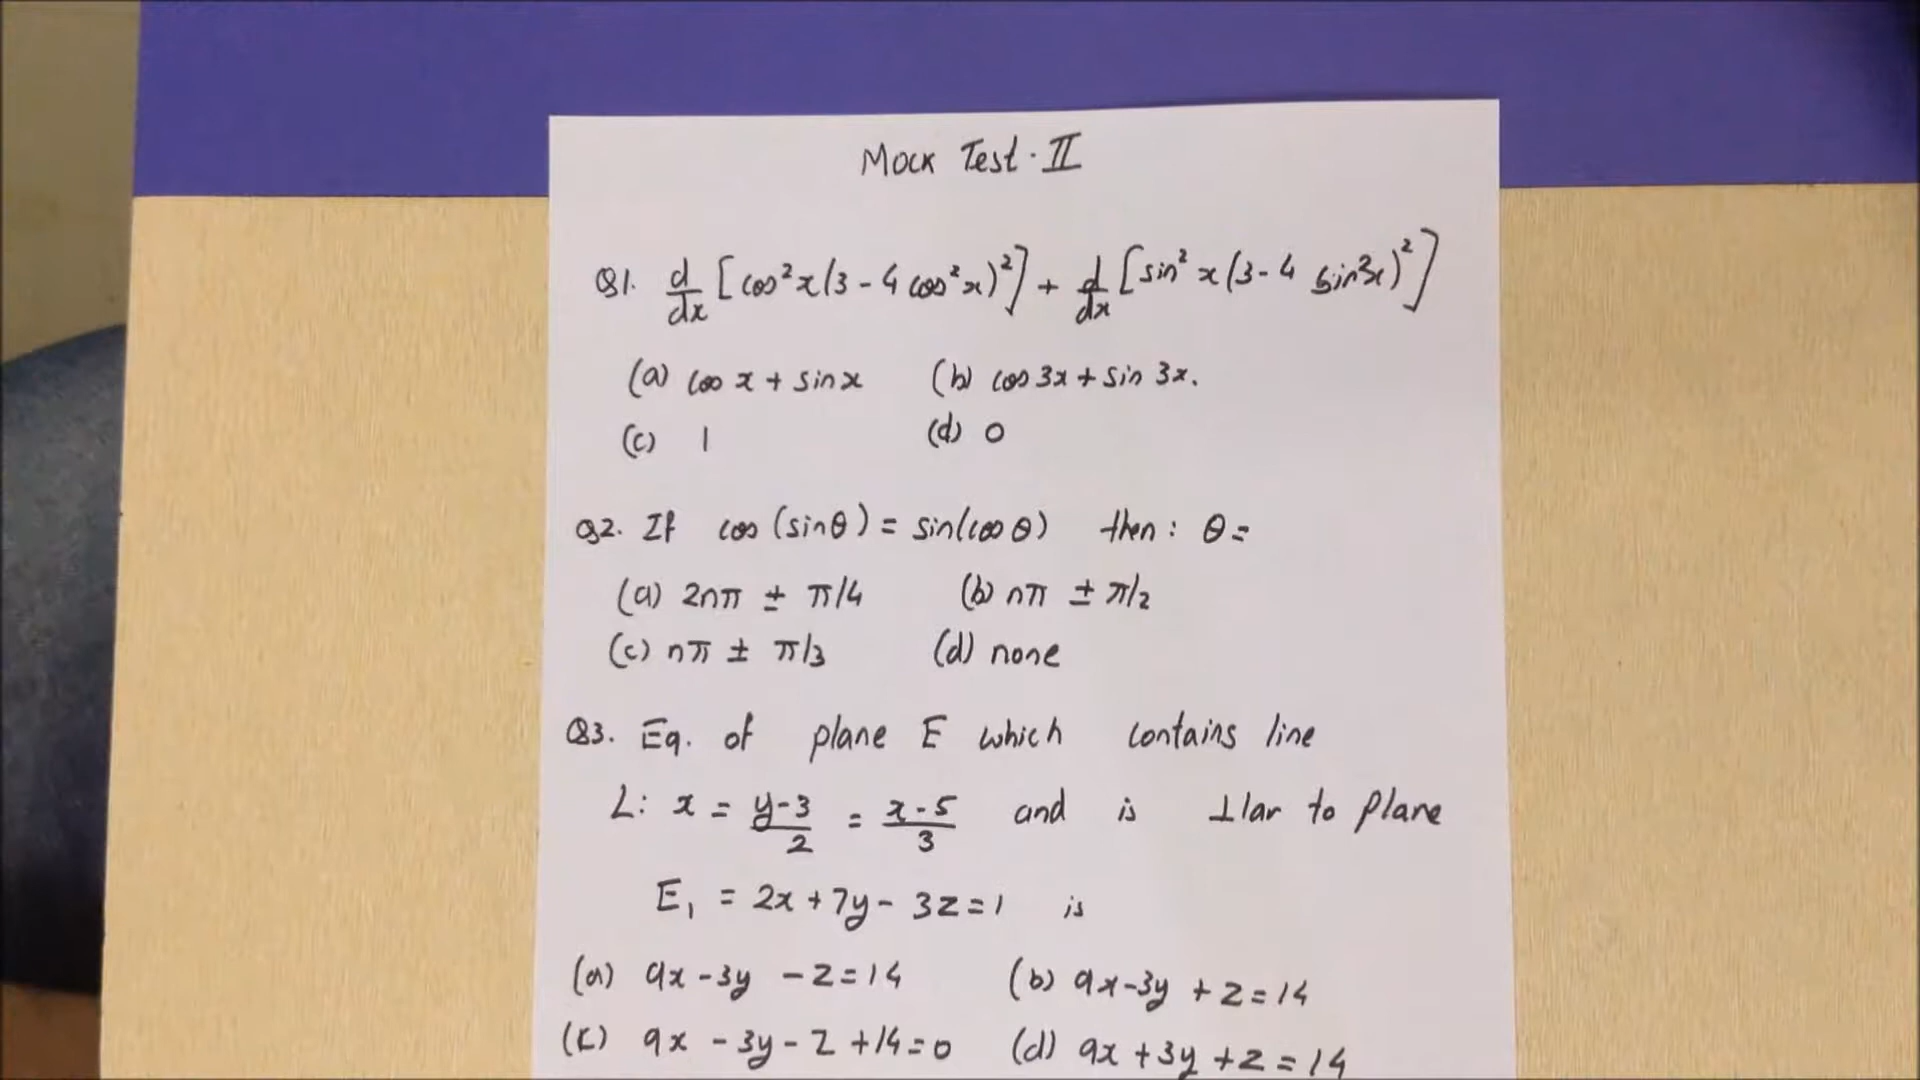 Mock Test · II
Q1. d/dx [cos²x(3 - 4 cos²x)²] + d/dx [sin² x(3 - 4 sin²x)²]
(a) cos x + sinx (b) cos 3x + sin 3x.
(c) 1 (d) 0
Q2. If cos (sinθ) = sin(cos θ) then : θ =
(a) 2nπ ± π/4 (b) nπ ± π/2
(c) nπ ± π/3 (d) none
Q3. Eq. of plane E which contains line
L: x = y-3/2 = x-5/3 and is ⊥lar to plane
E₁ = 2x + 7y - 3z = 1 is
(a) 9x - 3y - z = 14 (b) 9x - 3y + z = 14
(c) 9x - 3y - z + 14 = 0 (d) 9x + 3y + z = 14